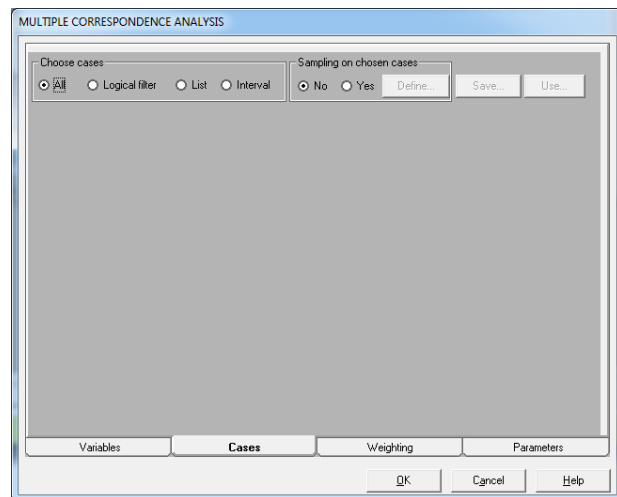 MULTIPLE CORRESPONDENCE ANALYSIS
Choose cases
Sampling on chosen cases
All Logical filter List Interval No Yes Define... Save... Use...
Variables Cases Weighting Parameters
OK Cancel Help